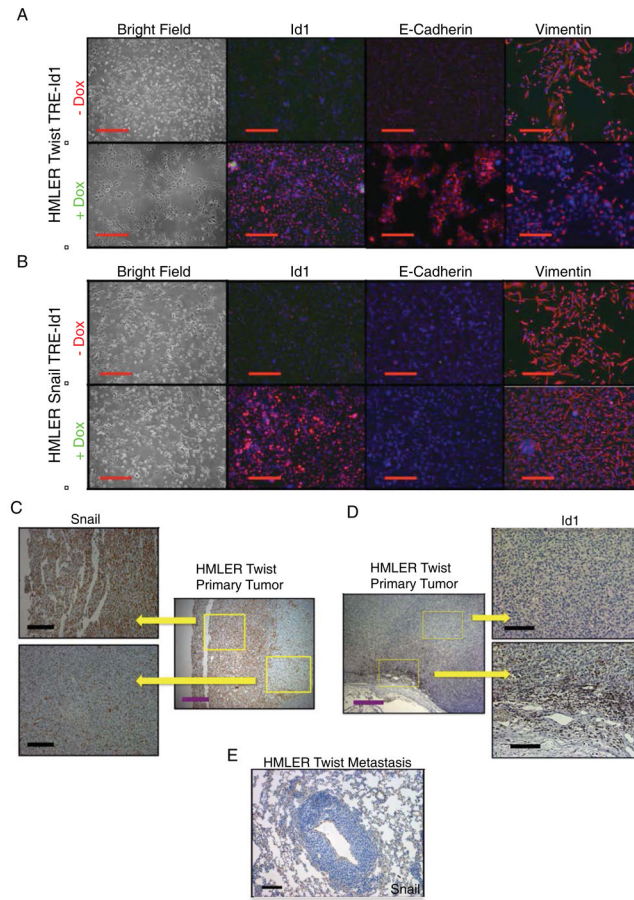 A
Bright Field Id1 E-Cadherin Vimentin
HMLER Twist TRE-Id1
- Dox
+ Dox
B
Bright Field Id1 E-Cadherin Vimentin
HMLER Snail TRE-Id1
- Dox
+ Dox
C
Snail
HMLER Twist
Primary Tumor
D
Id1
HMLER Twist
Primary Tumor
E
HMLER Twist Metastasis
Snail